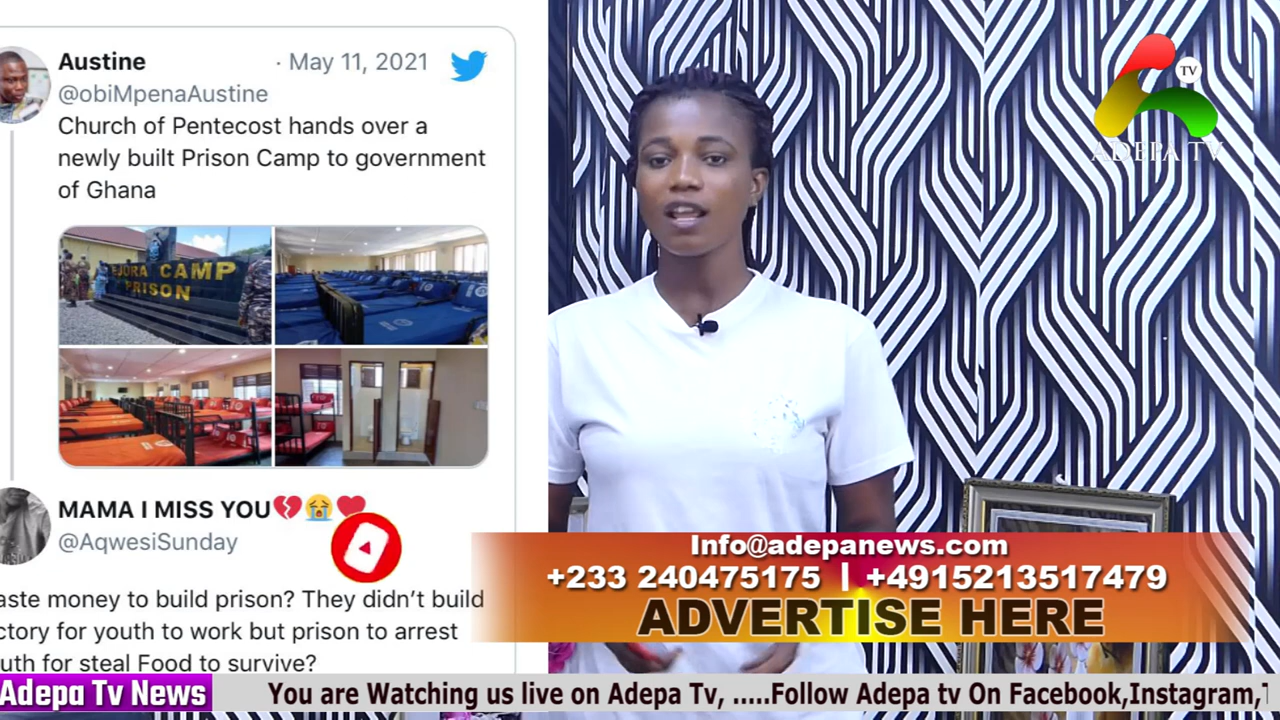 Austine
· May 11, 2021
@obiMpenaAustine
Church of Pentecost hands over a
newly built Prison Camp to government
of Ghana
EJURA CAMP
PRISON
MAMA I MISS YOU💔😭❤️
@AqwesiSunday
aste money to build prison? They didn’t build
ctory for youth to work but prison to arrest
uth for steal Food to survive?
TV
ADEPA TV
Info@adepanews.com
+233 240475175 | +4915213517479
ADVERTISE HERE
Adepa Tv News
You are Watching us live on Adepa Tv, .....Follow Adepa tv On Facebook,Instagram,T